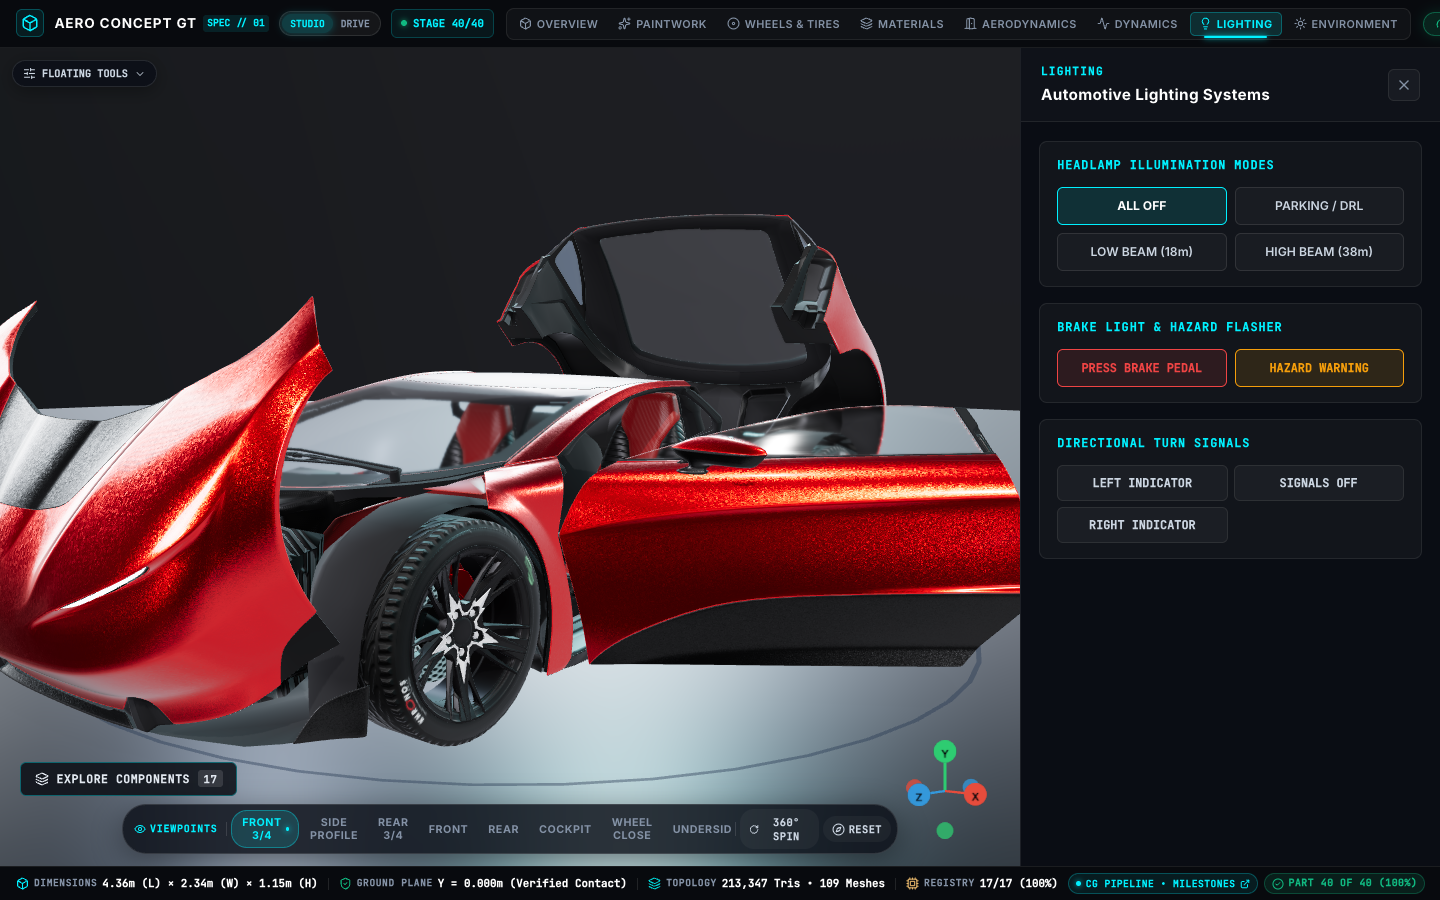 AERO CONCEPT GT
SPEC // 01
STUDIO
DRIVE
STAGE 40/40
OVERVIEW
PAINTWORK
WHEELS & TIRES
MATERIALS
AERODYNAMICS
DYNAMICS
LIGHTING
ENVIRONMENT
FLOATING TOOLS
LIGHTING
Automotive Lighting Systems
HEADLAMP ILLUMINATION MODES
ALL OFF
PARKING / DRL
LOW BEAM (18m)
HIGH BEAM (38m)
BRAKE LIGHT & HAZARD FLASHER
PRESS BRAKE PEDAL
HAZARD WARNING
DIRECTIONAL TURN SIGNALS
LEFT INDICATOR
SIGNALS OFF
RIGHT INDICATOR
Y
Z
X
EXPLORE COMPONENTS 17
VIEWPOINTS
FRONT
3/4
SIDE
PROFILE
REAR
3/4
FRONT
REAR
COCKPIT
WHEEL
CLOSE
UNDERSID
360°
SPIN
RESET
DIMENSIONS 4.36m (L) × 2.34m (W) × 1.15m (H)
GROUND PLANE Y = 0.000m (Verified Contact)
TOPOLOGY 213,347 Tris • 109 Meshes
REGISTRY 17/17 (100%)
CG PIPELINE • MILESTONES
PART 40 OF 40 (100%)